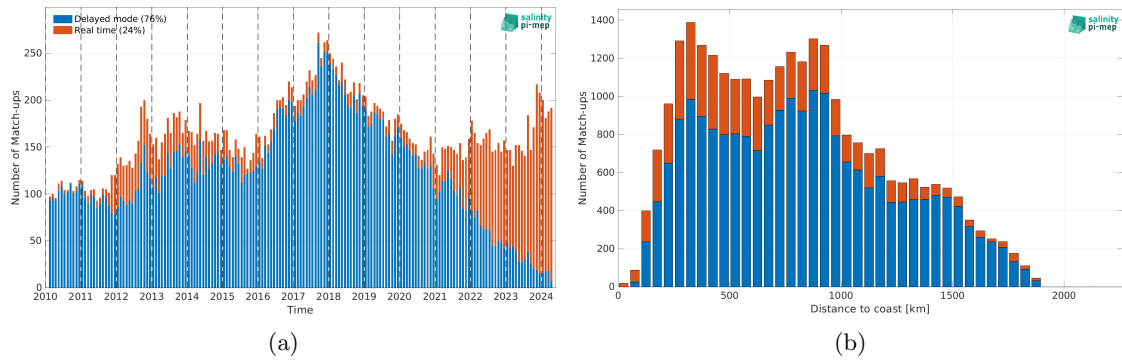 Delayed mode (76%)
Real time (24%)
salinity
pi-mep
Number of Match-ups
250
200
150
100
50
0
2010 2011 2012 2013 2014 2015 2016 2017 2018 2019 2020 2021 2022 2023 2024
Time
(a)
salinity
pi-mep
Number of Match-ups
1400
1200
1000
800
600
400
200
0
0 500 1000 1500 2000
Distance to coast [km]
(b)